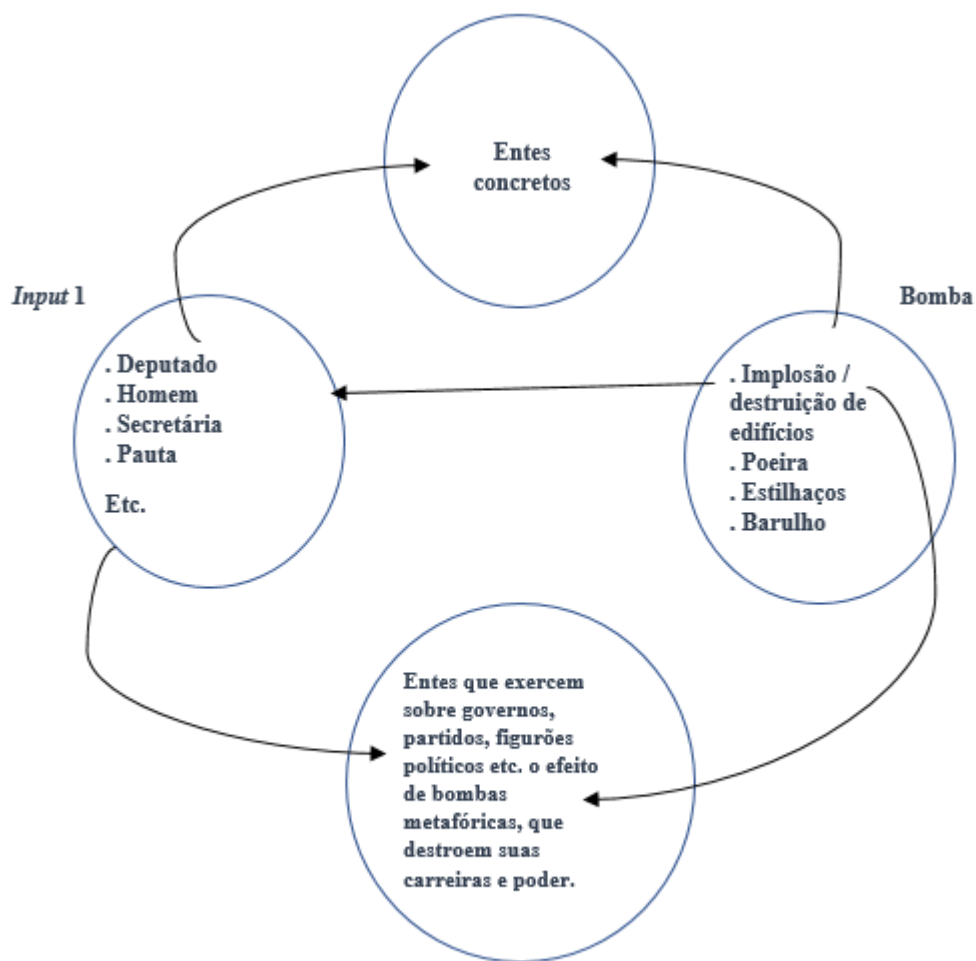 Entes
concretos
Input 1
. Deputado
. Homem
. Secretária
. Pauta
Etc.
Bomba
. Implosão /
destruição de
edifícios
. Poeira
. Estilhaços
. Barulho
Entes que exercem
sobre governos,
partidos, figurões
políticos etc. o efeito
de bombas
metafóricas, que
destroem suas
carreiras e poder.